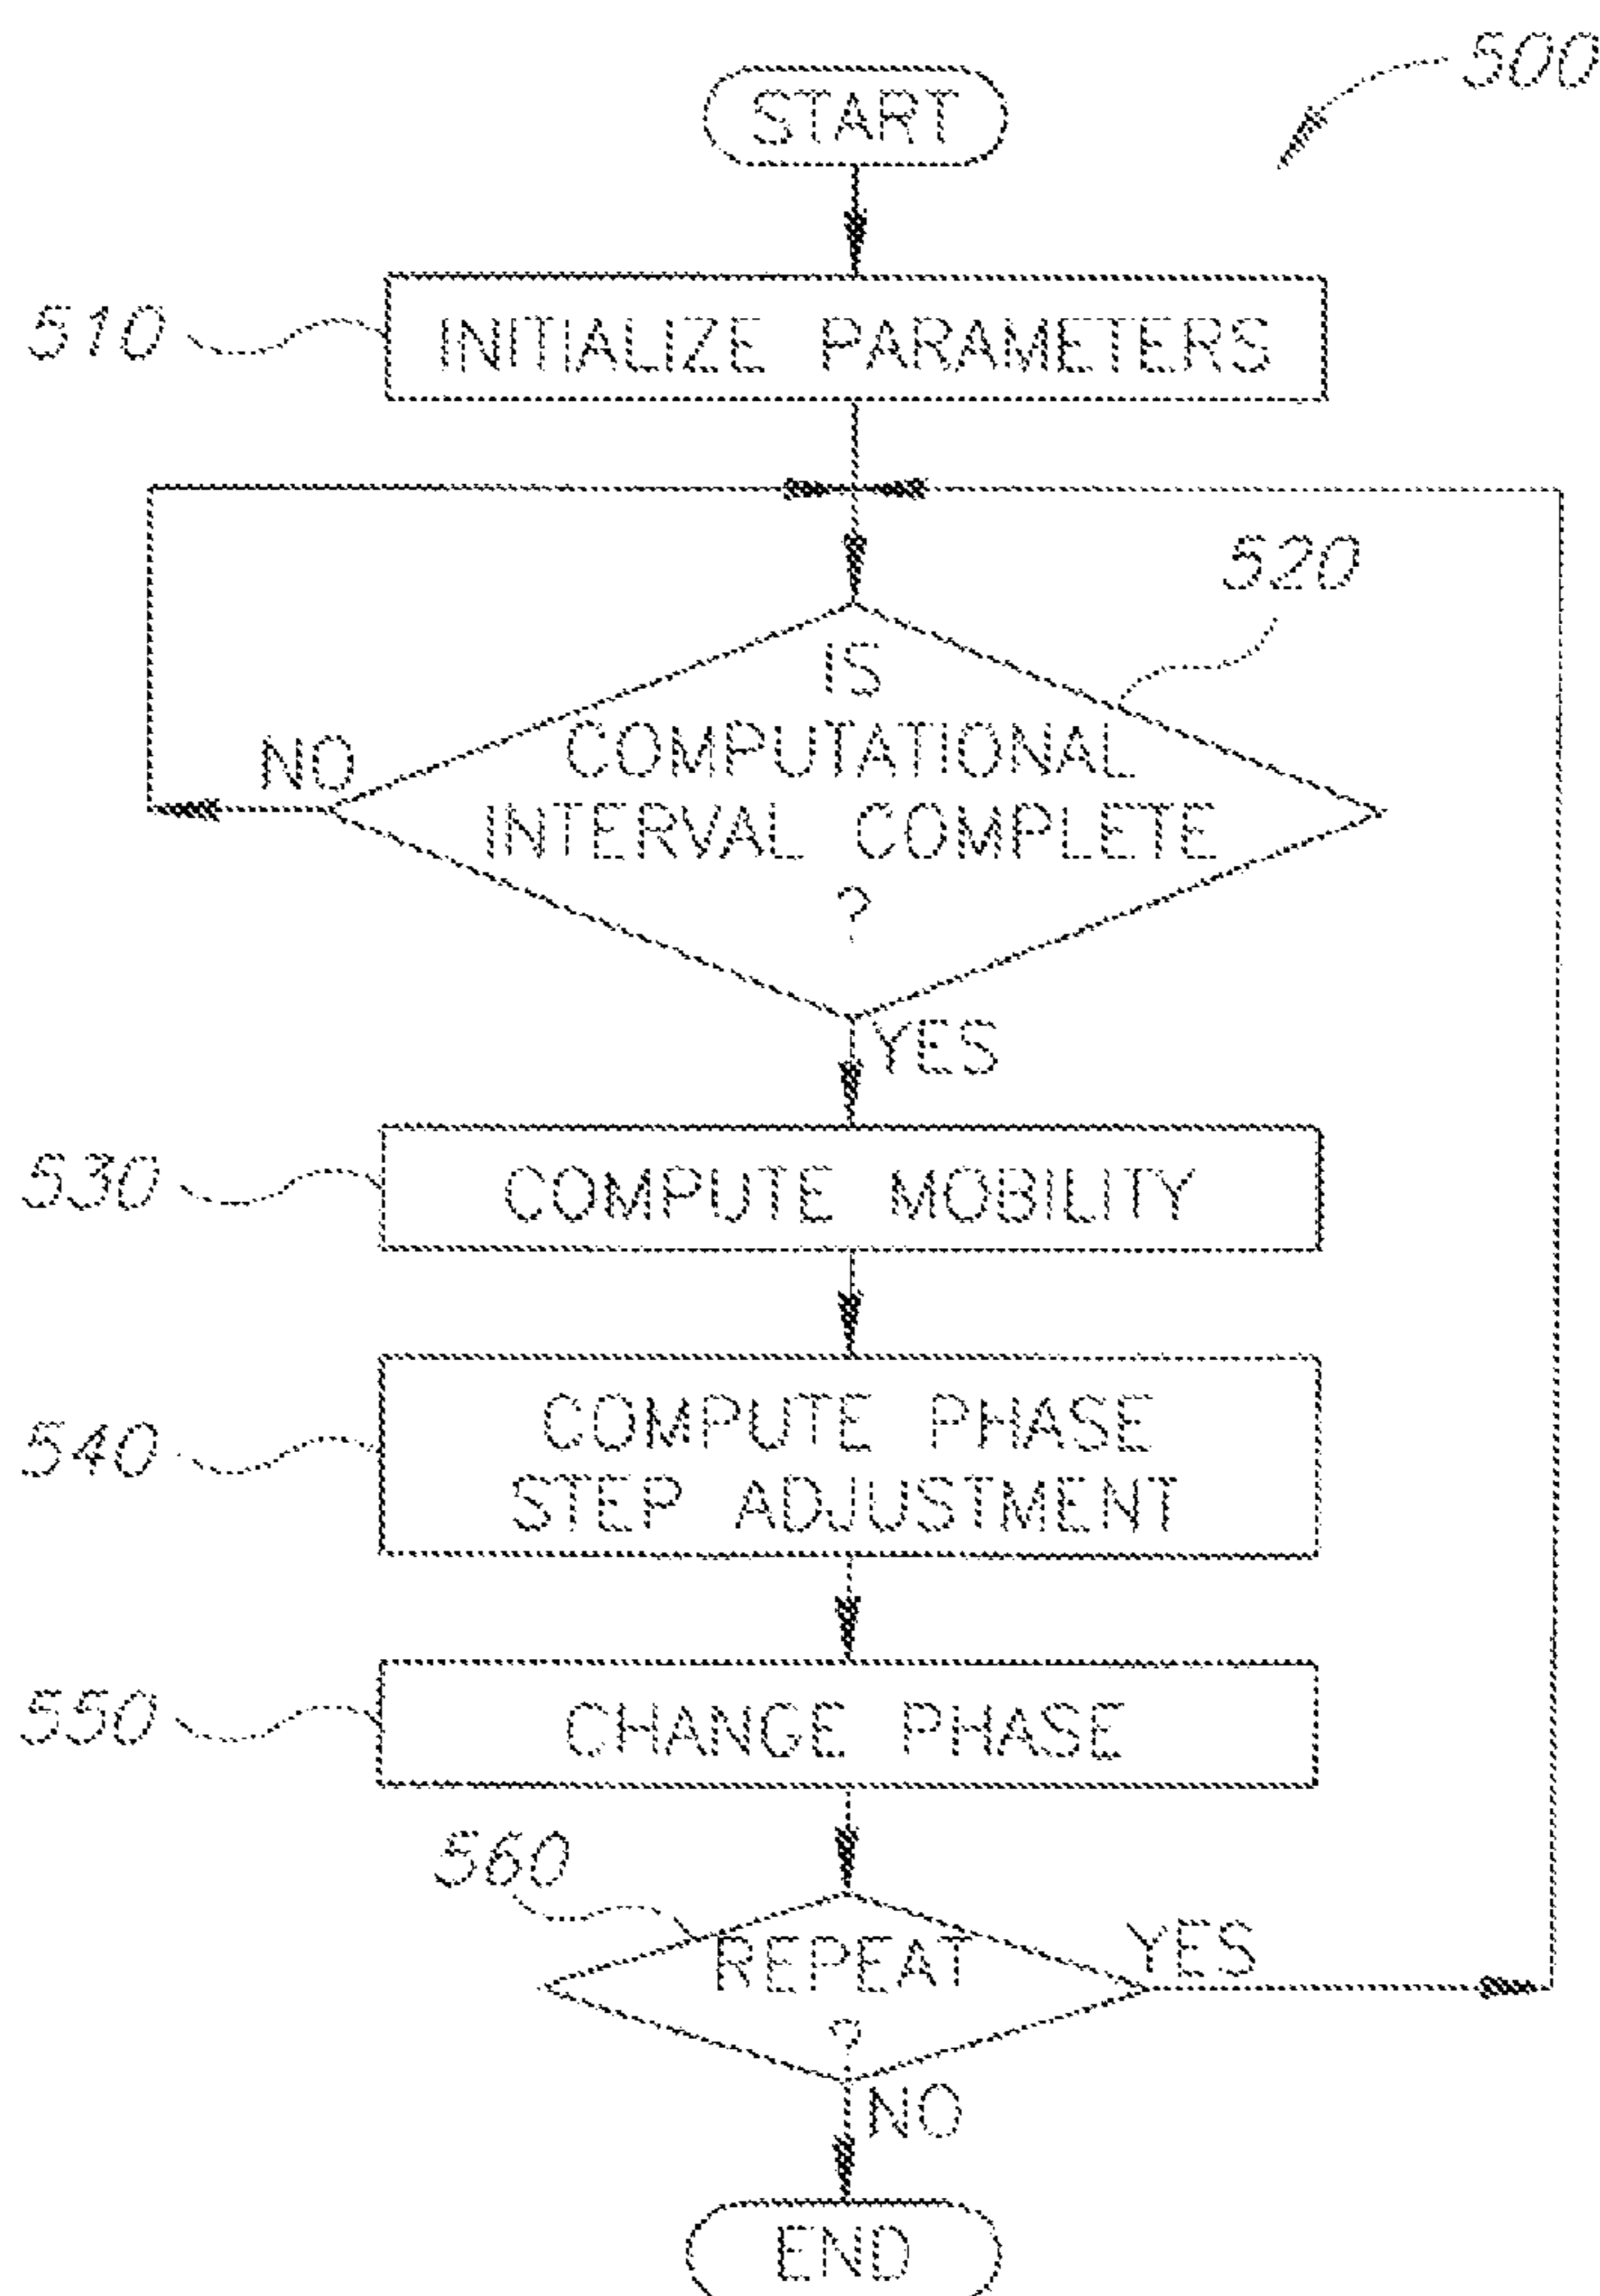 500
START
510
INITIALIZE PARAMETERS
520
IS
COMPUTATIONAL
INTERVAL COMPLETE
?
NO
YES
530
COMPUTE MOBILITY
540
COMPUTE PHASE
STEP ADJUSTMENT
550
CHANGE PHASE
560
REPEAT
?
YES
NO
END